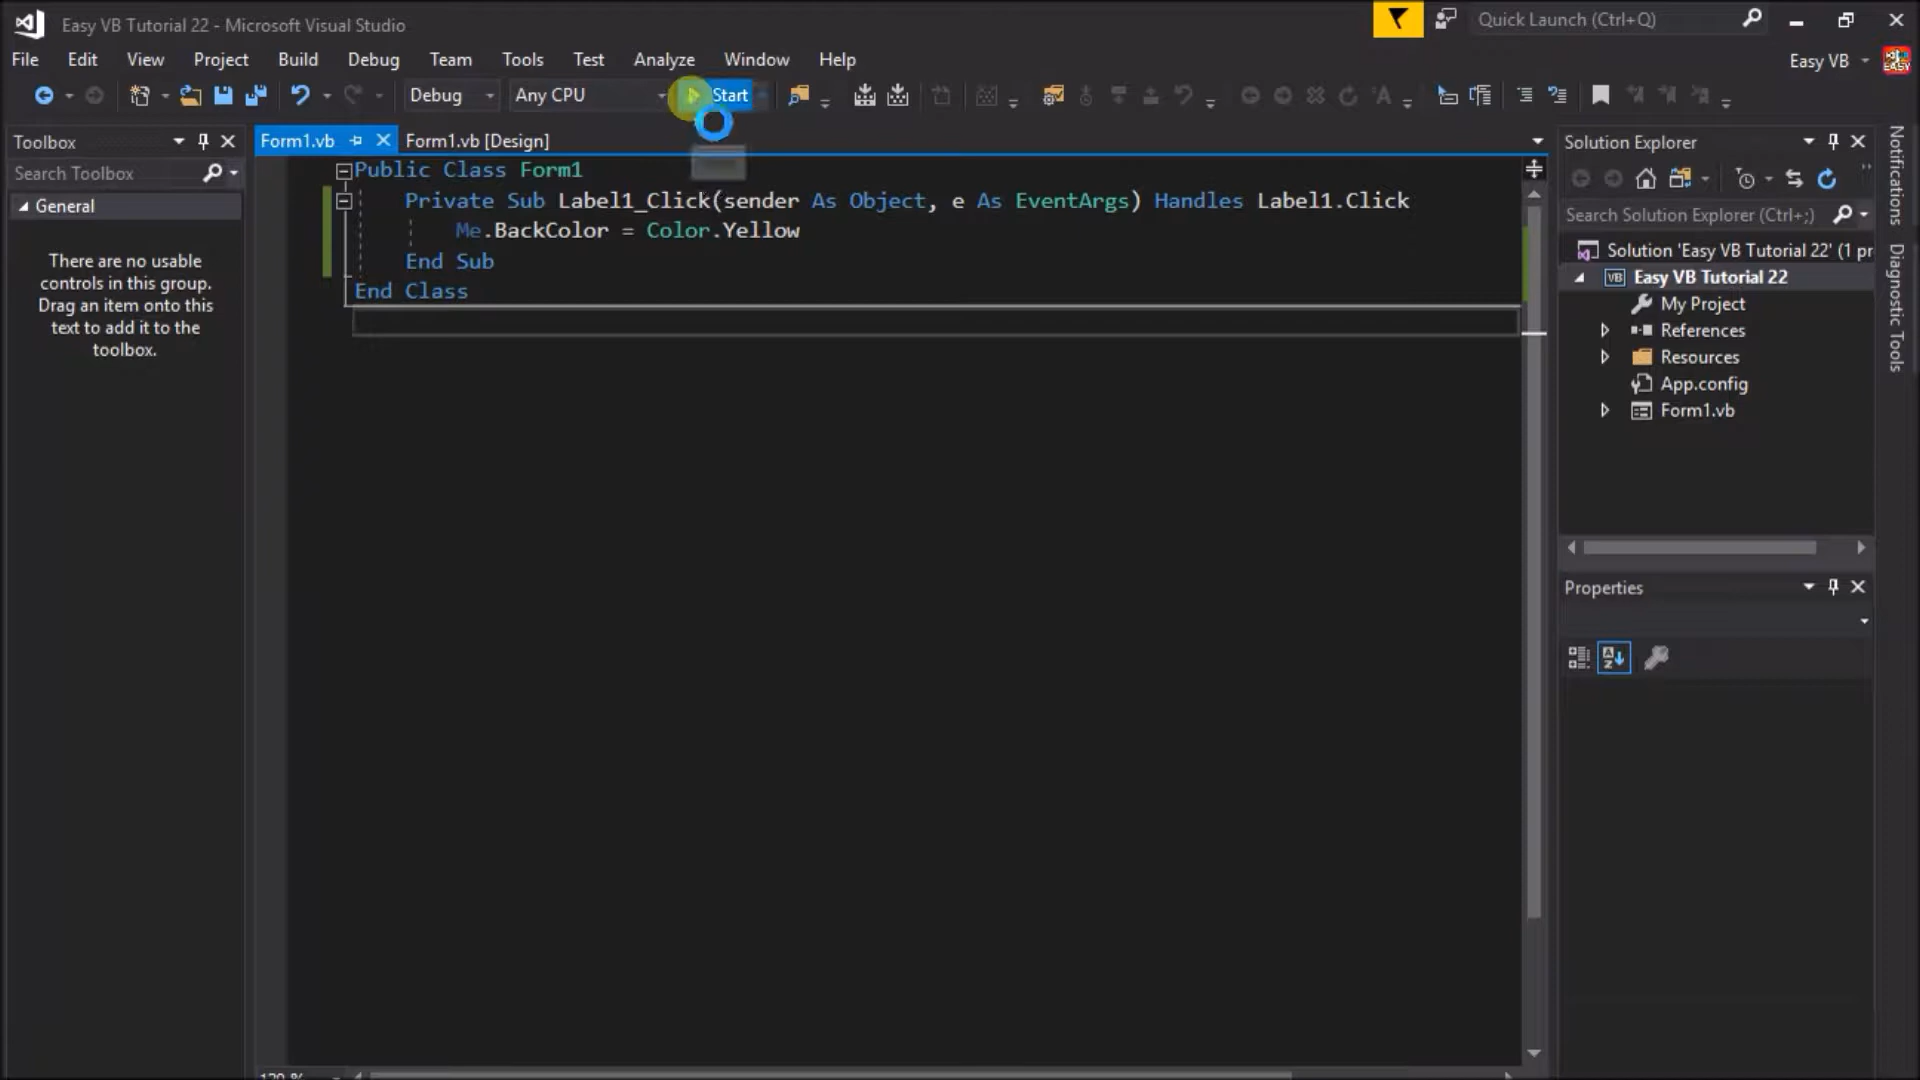 Easy VB Tutorial 22 - Microsoft Visual Studio
Quick Launch (Ctrl+Q)
File Edit View Project Build Debug Team Tools Test Analyze Window Help
Easy VB
Debug Any CPU Start
Toolbox
Form1.vb Form1.vb [Design]
Solution Explorer
Search Toolbox
General
There are no usable
controls in this group.
Drag an item onto this
text to add it to the
toolbox.
Public Class Form1
Private Sub Label1_Click(sender As Object, e As EventArgs) Handles Label1.Click
Me.BackColor = Color.Yellow
End Sub
End Class
Search Solution Explorer (Ctrl+;)
Solution 'Easy VB Tutorial 22' (1 pr
VB Easy VB Tutorial 22
My Project
References
Resources
App.config
Form1.vb
Properties
Notifications
Diagnostic Tools